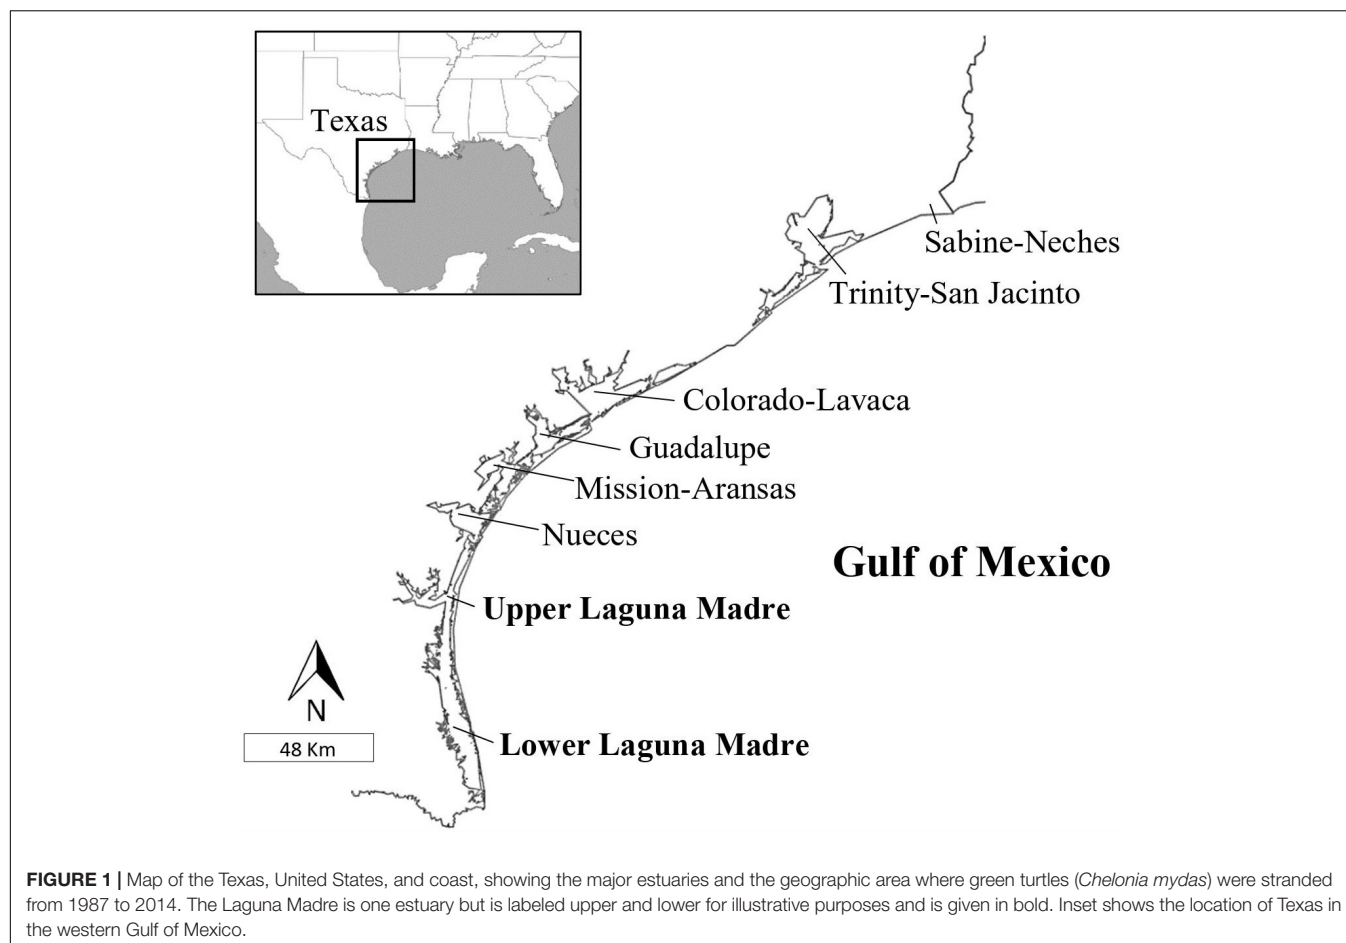 Texas
Sabine-Neches
Trinity-San Jacinto
Colorado-Lavaca
Guadalupe
Mission-Aransas
Nueces
Gulf of Mexico
Upper Laguna Madre
N
Lower Laguna Madre
48 Km
FIGURE 1 | Map of the Texas, United States, and coast, showing the major estuaries and the geographic area where green turtles (Chelonia mydas) were stranded
from 1987 to 2014. The Laguna Madre is one estuary but is labeled upper and lower for illustrative purposes and is given in bold. Inset shows the location of Texas in
the western Gulf of Mexico.